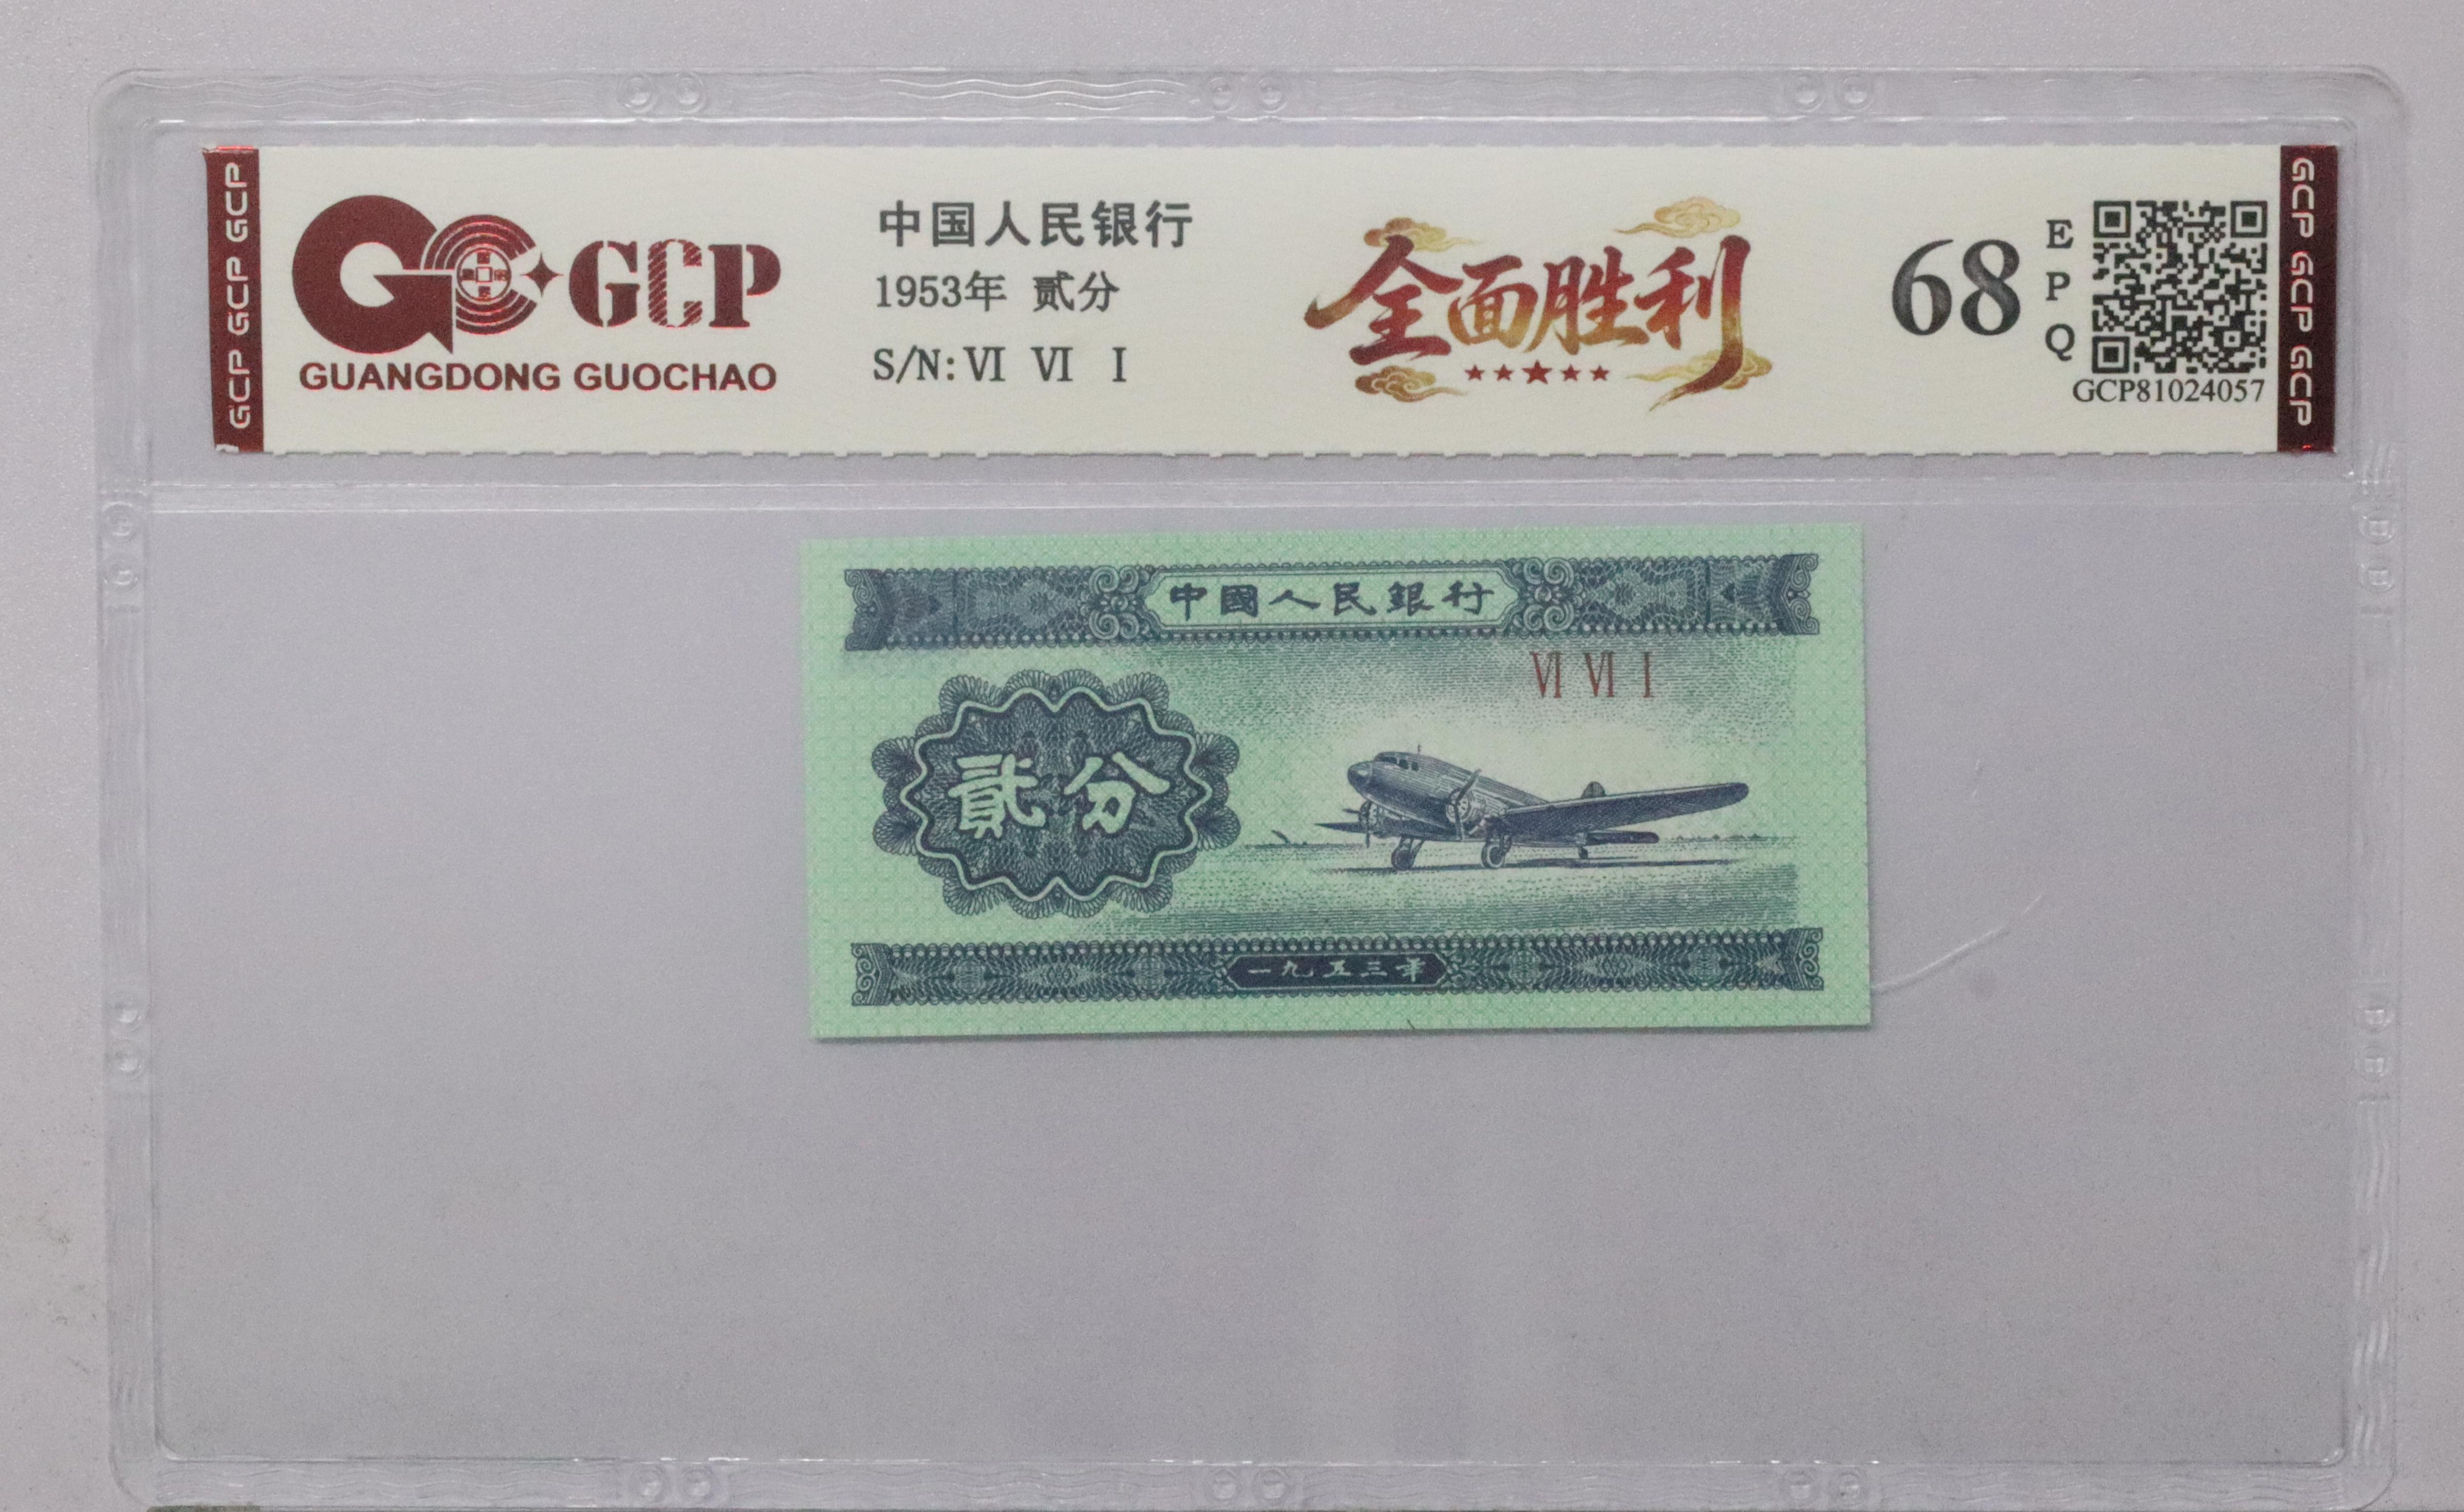 GCP GCP GCP
GCP
GUANGDONG GUOCHAO
中国人民银行
1953年 贰分
S/N: VI VI I
全面胜利
68
EPQ
GCP81024057
GCP GCP GCP
中國人民銀行
VI VI I
貳分
一九五三年